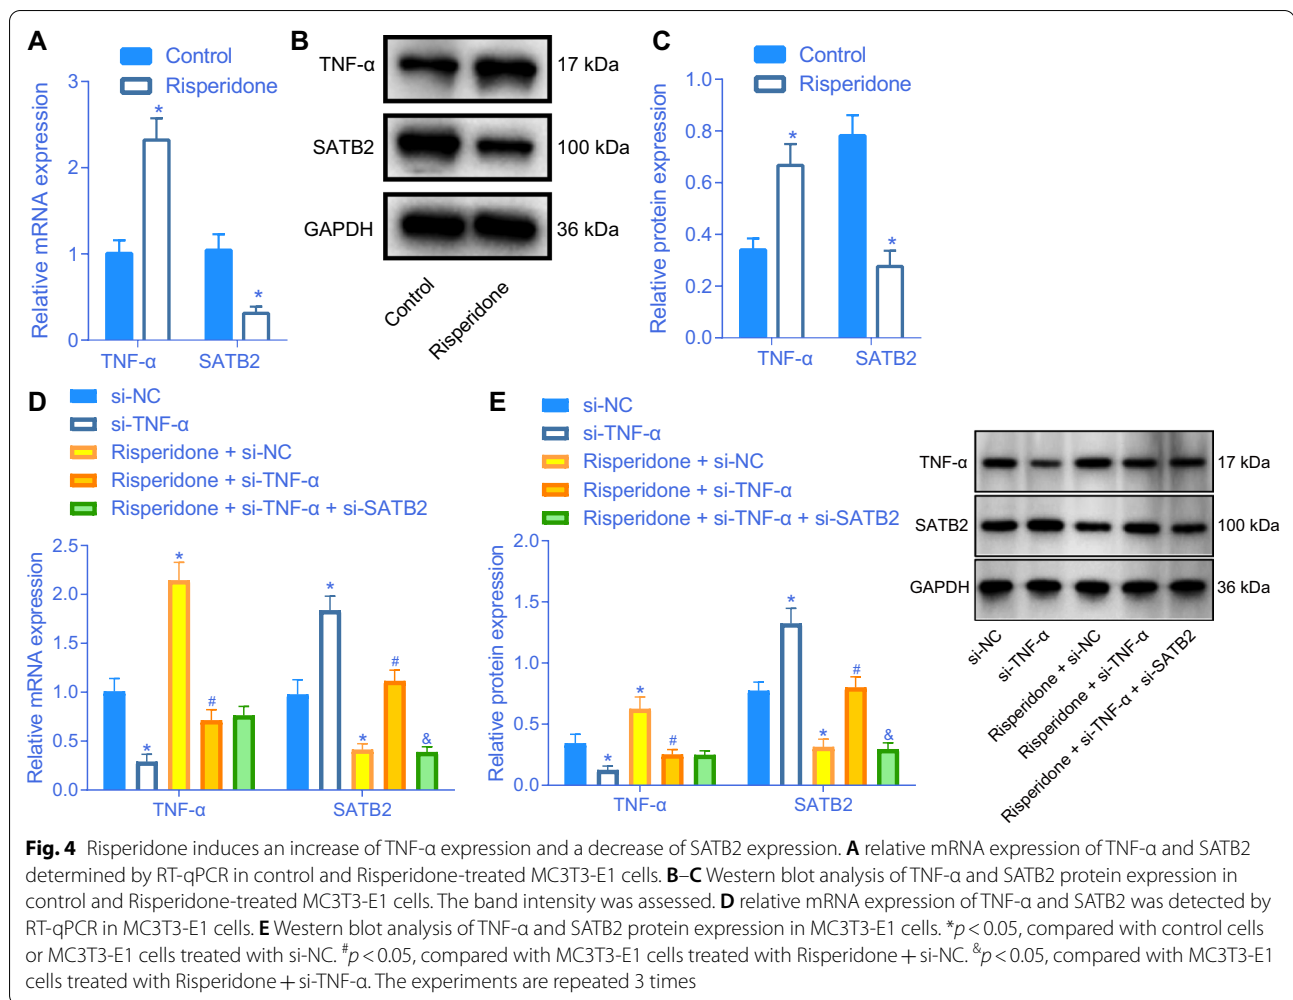 A
Control
Risperidone
Relative mRNA expression
3
2
1
0
*
*
TNF-α
SATB2
B
TNF-α
17 kDa
SATB2
100 kDa
GAPDH
36 kDa
Control
Risperidone
C
Control
Risperidone
Relative protein expression
1.0
0.8
0.6
0.4
0.2
0.0
*
*
TNF-α
SATB2
D
si-NC
si-TNF-α
Risperidone + si-NC
Risperidone + si-TNF-α
Risperidone + si-TNF-α + si-SATB2
Relative mRNA expression
2.5
2.0
1.5
1.0
0.5
0.0
*
*
#
*
*
#
&
TNF-α
SATB2
E
si-NC
si-TNF-α
Risperidone + si-NC
Risperidone + si-TNF-α
Risperidone + si-TNF-α + si-SATB2
Relative protein expression
2.0
1.5
1.0
0.5
0.0
*
*
#
*
*
#
&
TNF-α
SATB2
TNF-α
17 kDa
SATB2
100 kDa
GAPDH
36 kDa
si-NC
si-TNF-α
Risperidone + si-NC
Risperidone + si-TNF-α
Risperidone + si-TNF-α + si-SATB2
Fig. 4 Risperidone induces an increase of TNF-α expression and a decrease of SATB2 expression. A relative mRNA expression of TNF-α and SATB2
determined by RT-qPCR in control and Risperidone-treated MC3T3-E1 cells. B–C Western blot analysis of TNF-α and SATB2 protein expression in
control and Risperidone-treated MC3T3-E1 cells. The band intensity was assessed. D relative mRNA expression of TNF-α and SATB2 was detected by
RT-qPCR in MC3T3-E1 cells. E Western blot analysis of TNF-α and SATB2 protein expression in MC3T3-E1 cells. *p < 0.05, compared with control cells
or MC3T3-E1 cells treated with si-NC. #p < 0.05, compared with MC3T3-E1 cells treated with Risperidone + si-NC. &p < 0.05, compared with MC3T3-E1
cells treated with Risperidone + si-TNF-α. The experiments are repeated 3 times